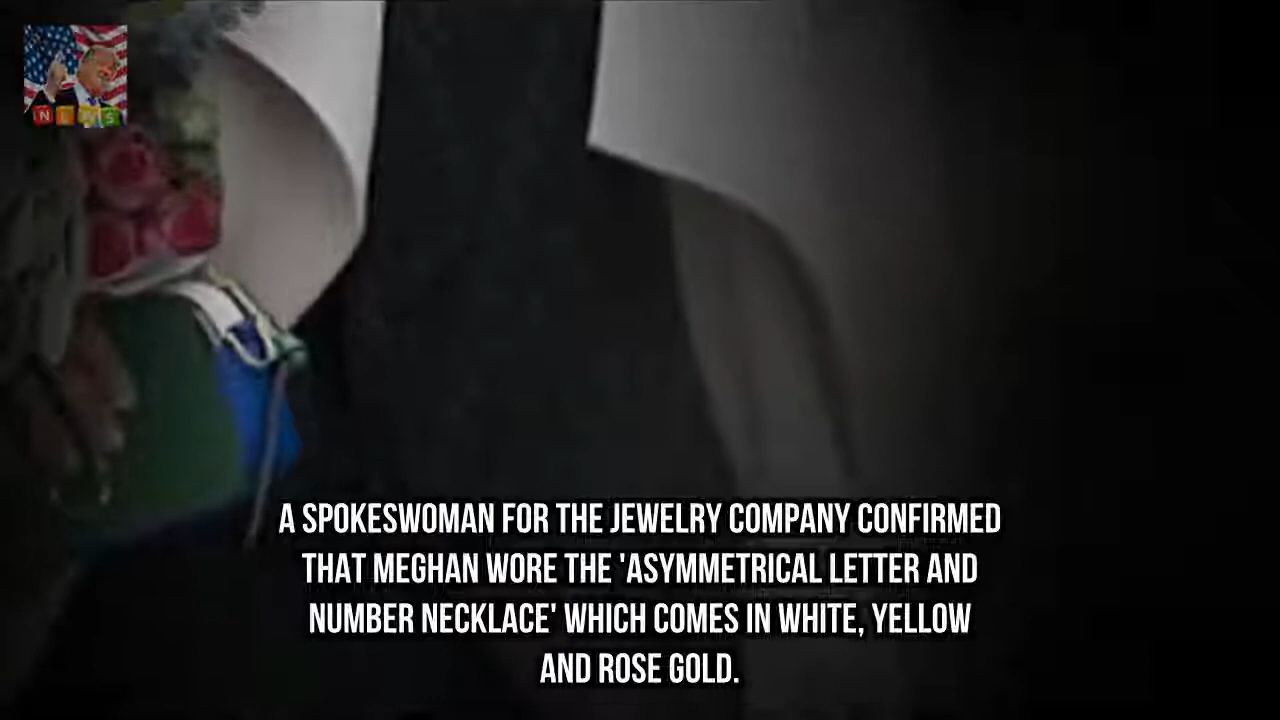 NEWS
A SPOKESWOMAN FOR THE JEWELRY COMPANY CONFIRMED
THAT MEGHAN WORE THE 'ASYMMETRICAL LETTER AND
NUMBER NECKLACE' WHICH COMES IN WHITE, YELLOW
AND ROSE GOLD.